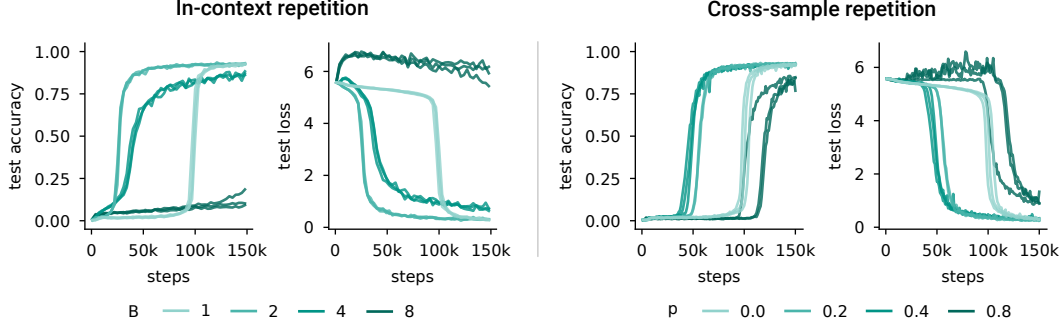 In-context repetition
Cross-sample repetition
test accuracy
1.00
0.75
0.50
0.25
0.00
0
50k
100k
150k
steps
test loss
6
4
2
0
0
50k
100k
150k
steps
test accuracy
1.00
0.75
0.50
0.25
0.00
0
50k
100k
150k
steps
test loss
6
4
2
0
0
50k
100k
150k
steps
B 1 2 4 8
p 0.0 0.2 0.4 0.8